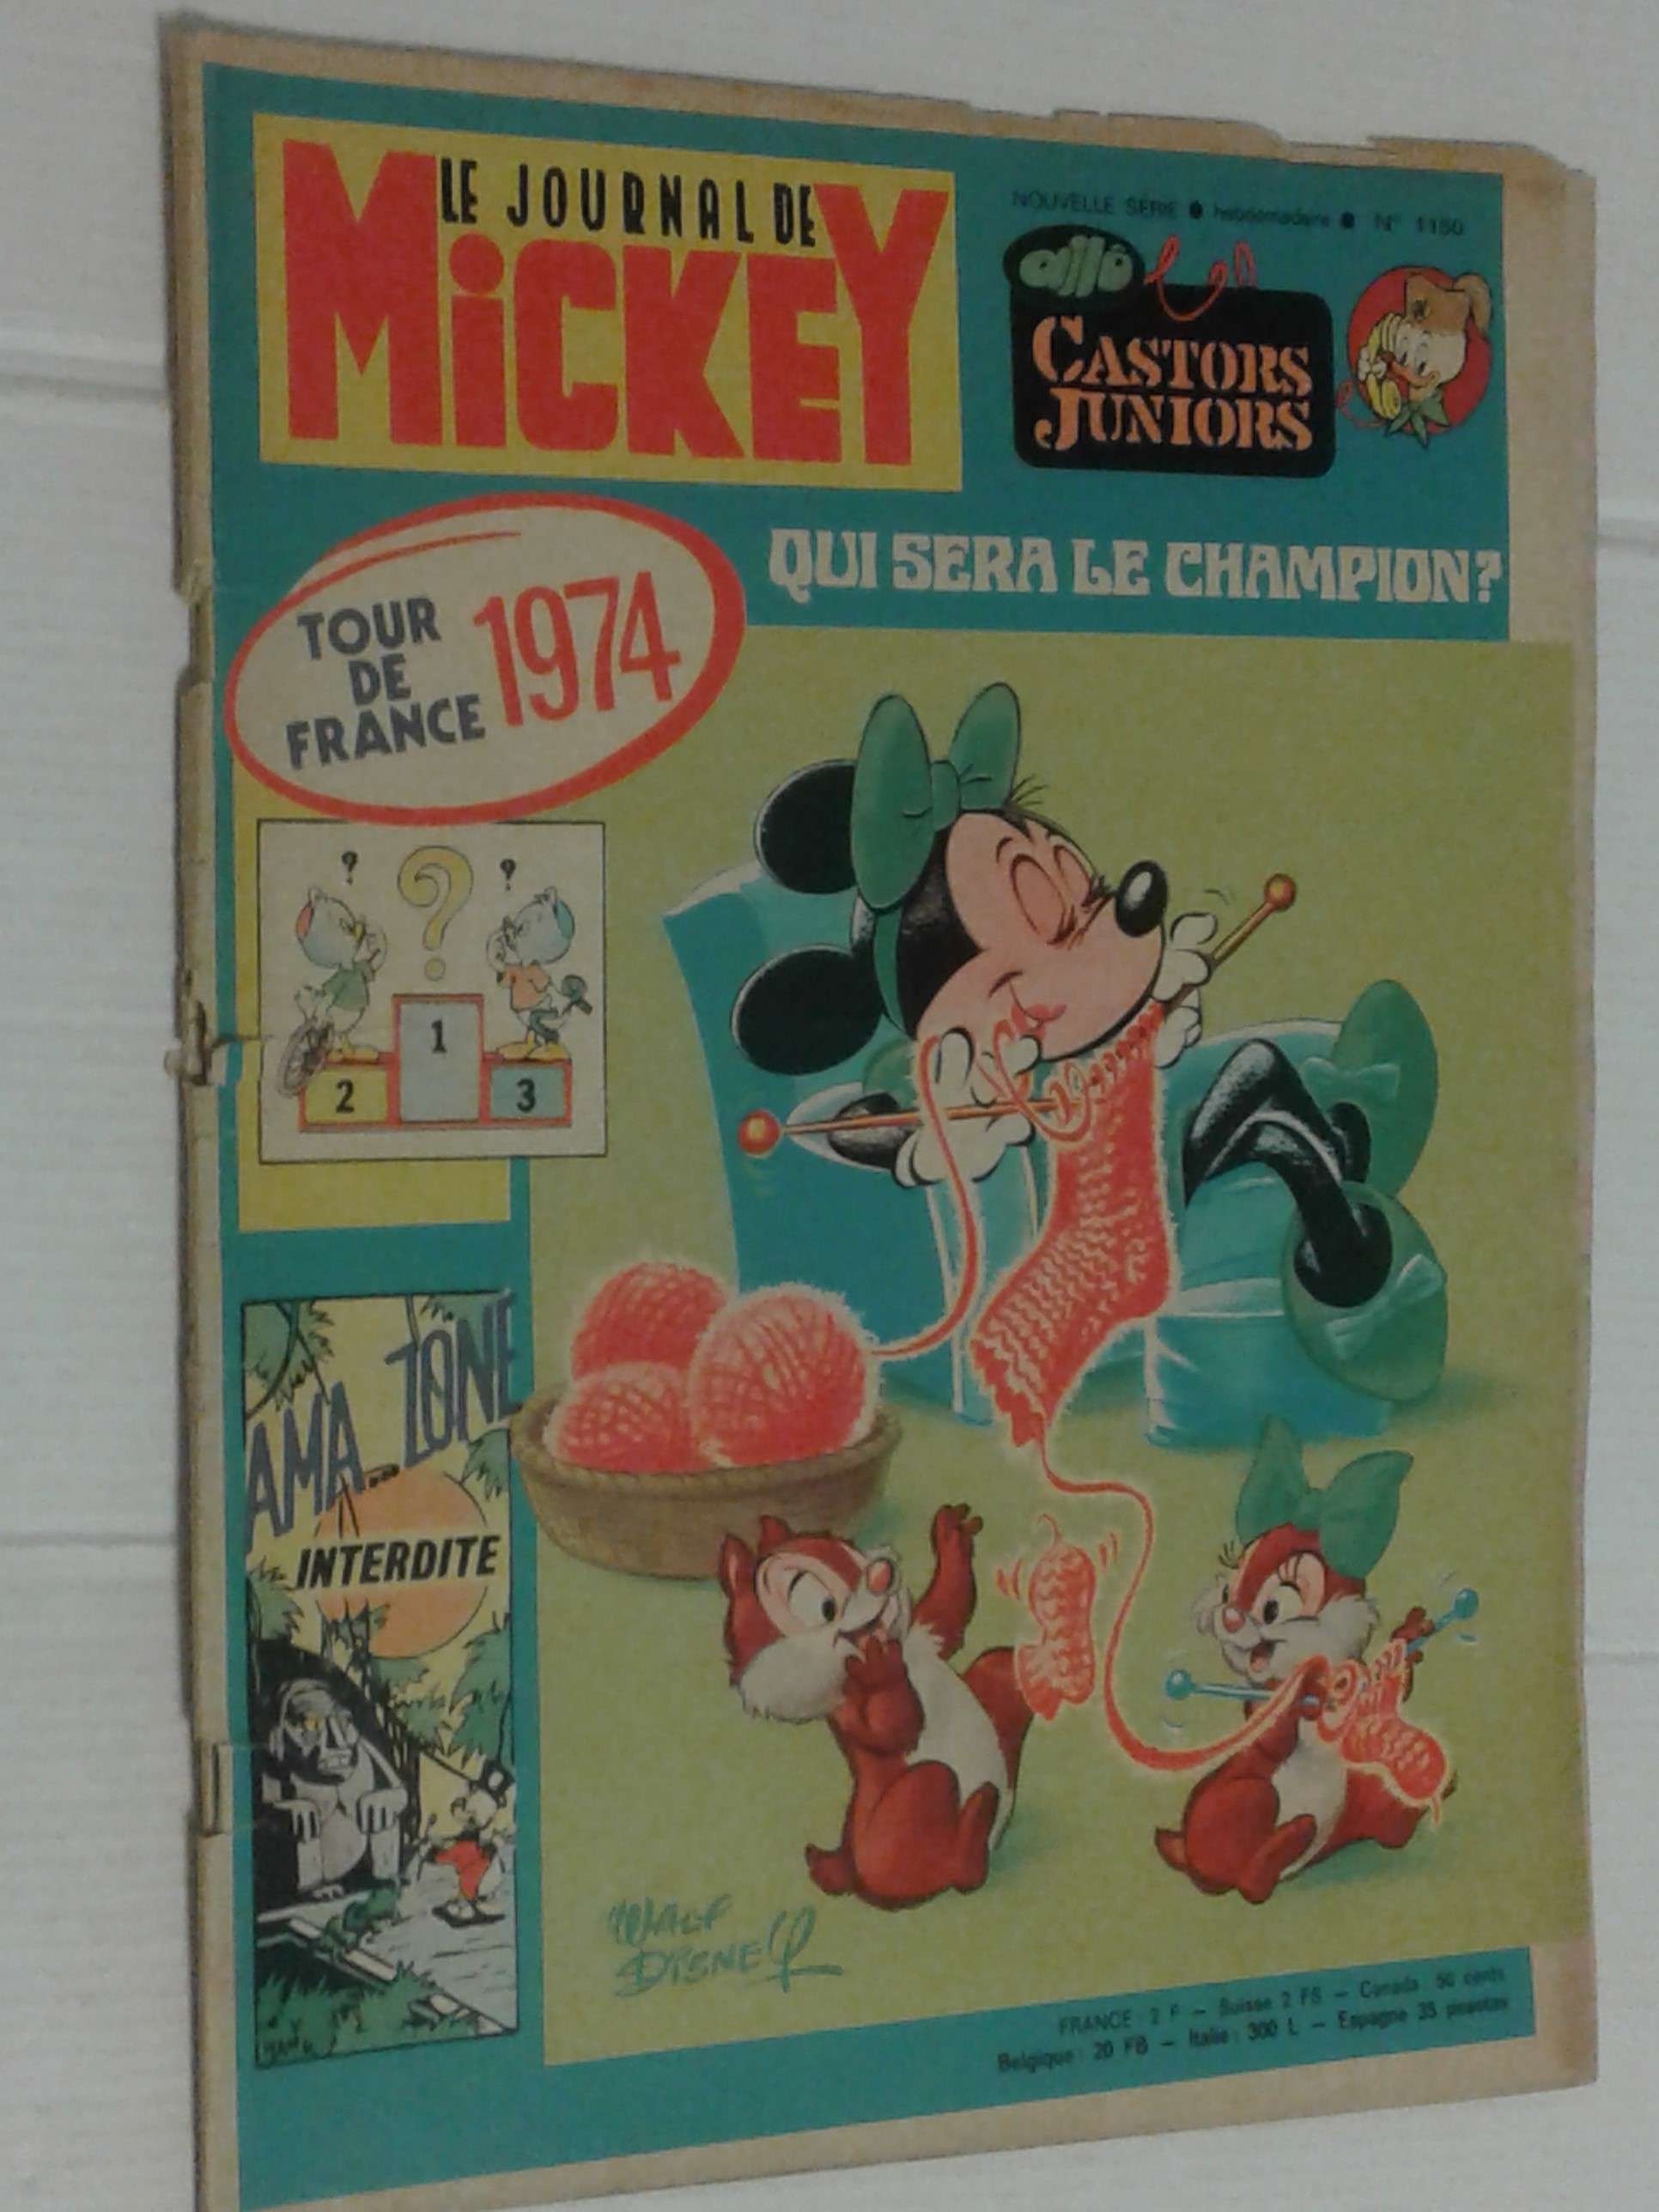 LE JOURNAL DE
MICKEY
NOUVELLE SÉRIE ● hebdomadaire ● N° 1150
allô
CASTORS
JUNIORS
TOUR
DE
FRANCE
1974
QUI SERA LE CHAMPION?
?
?
?
1
2
3
AMA...ZONE
INTERDITE
WALT
DISNEY
FRANCE : 2 F – Suisse 2 FS – Canada 50 cents
Belgique : 20 FB – Italie : 300 L – Espagne 35 pesetas